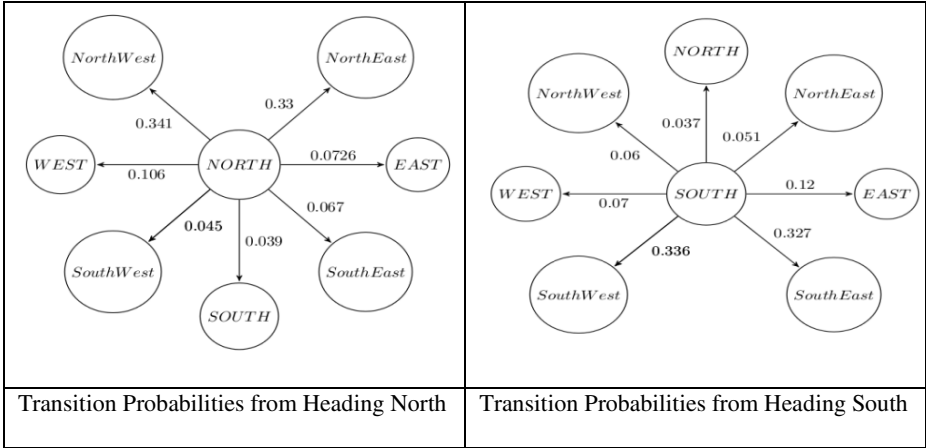 NorthWest NorthEast
0.341 0.33
WEST 0.106 NORTH 0.0726 EAST
0.045 0.039 0.067
SouthWest SOUTH SouthEast
Transition Probabilities from Heading North
NORTH
NorthWest NorthEast
0.037 0.051
0.06
WEST 0.07 SOUTH 0.12 EAST
0.336 0.327
SouthWest SouthEast
Transition Probabilities from Heading South